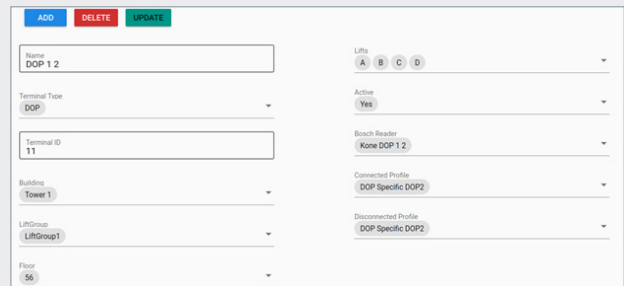 ADD DELETE UPDATE
Name
DOP 1 2
Terminal Type
DOP
Terminal ID
11
Building
Tower 1
LiftGroup
LiftGroup1
Floor
56
Lifts
A B C D
Active
Yes
Bosch Reader
Kone DOP 1 2
Connected Profile
DOP Specific DOP2
Disconnected Profile
DOP Specific DOP2